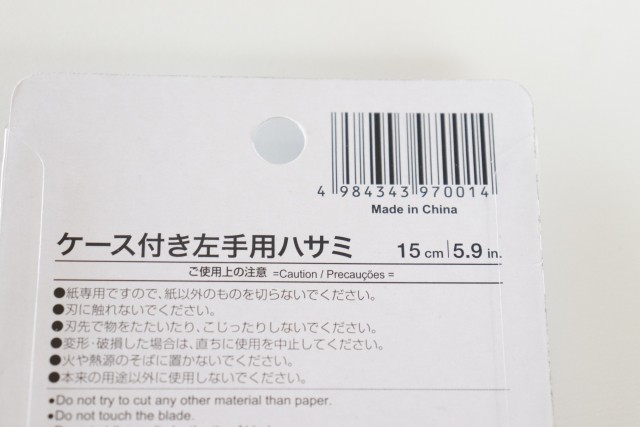 4 984343 970014
Made in China
ケース付き左手用ハサミ 15 cm | 5.9 in.
ご使用上の注意 =Caution / Precauções =
●紙専用ですので、紙以外のものを切らないでください。
●刃に触れないでください。
●刃先で物をたたいたり、こじったりしないでください。
●変形・破損した場合は、直ちに使用を中止してください。
●火や熱源のそばに置かないでください。
●本来の用途以外に使用しないでください。
•Do not try to cut any other material than paper.
•Do not touch the blade.